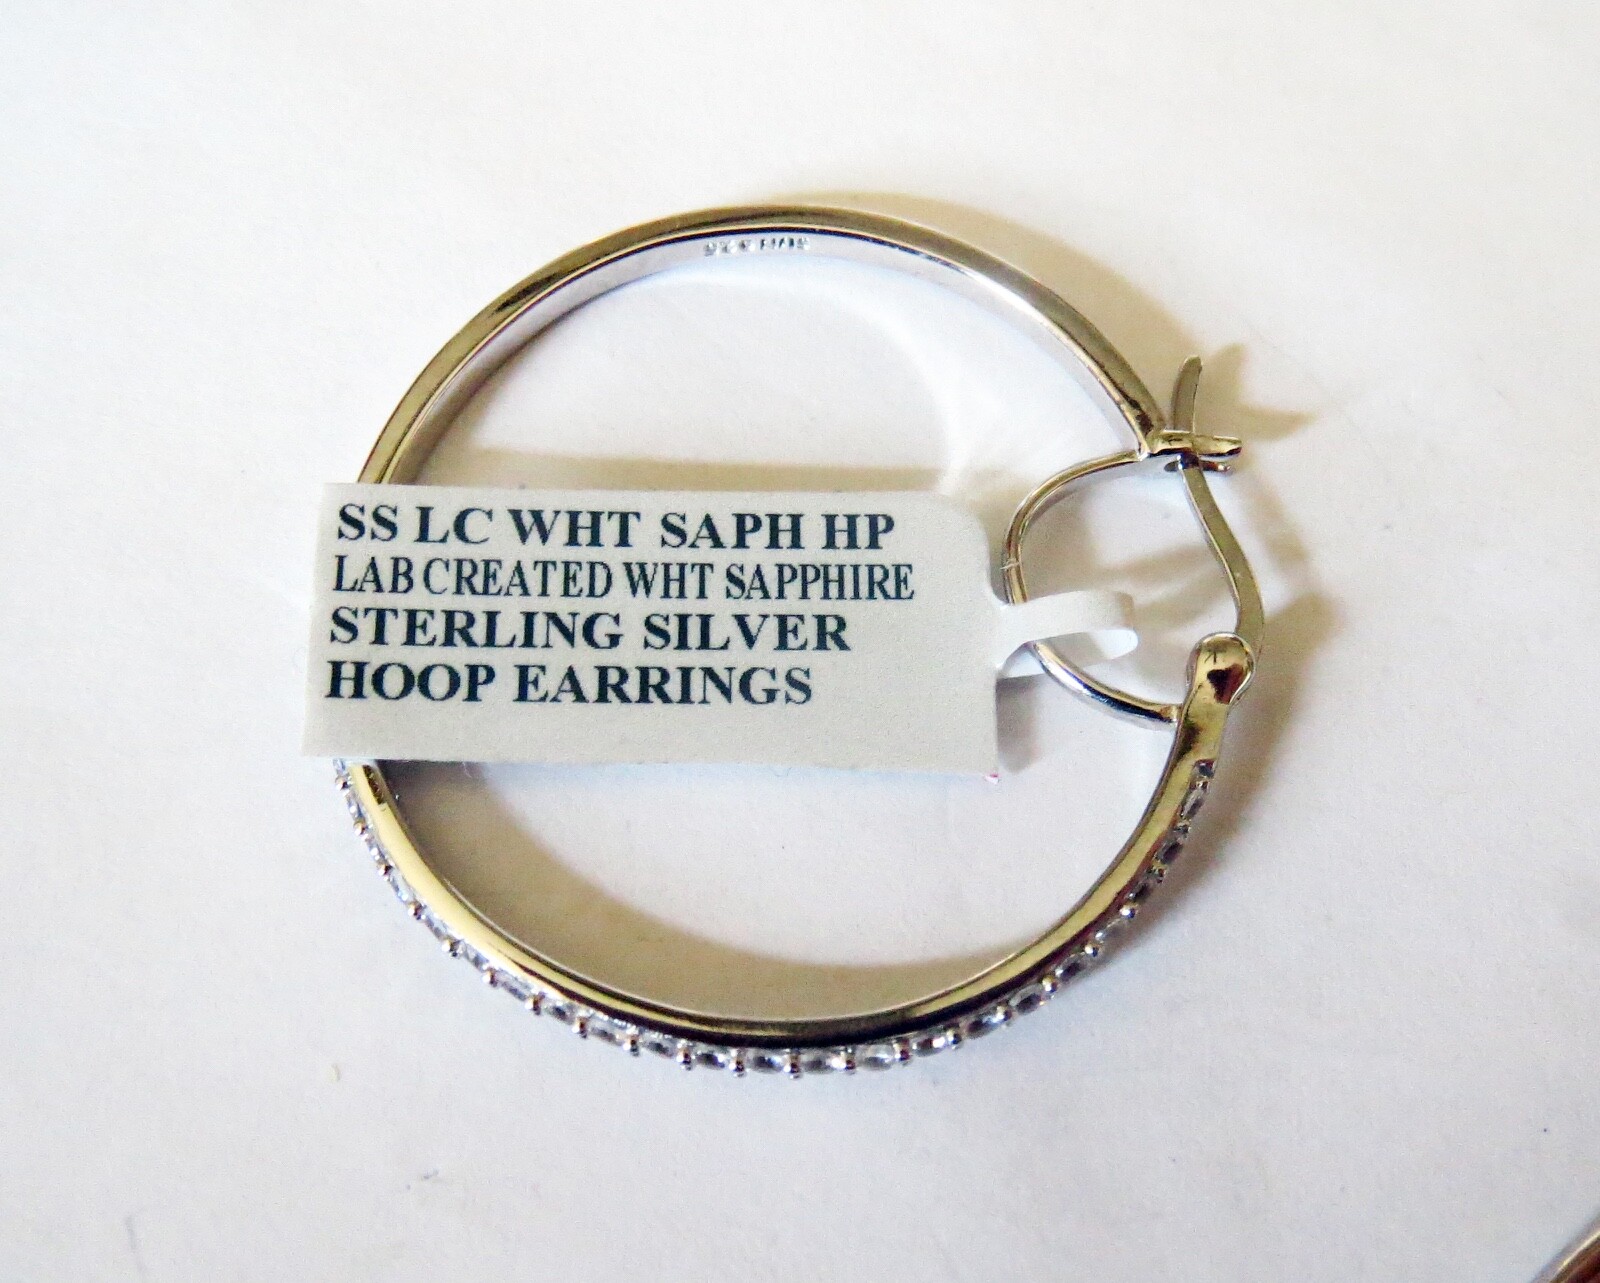 SS LC WHT SAPH HP
LAB CREATED WHT SAPPHIRE
STERLING SILVER
HOOP EARRINGS